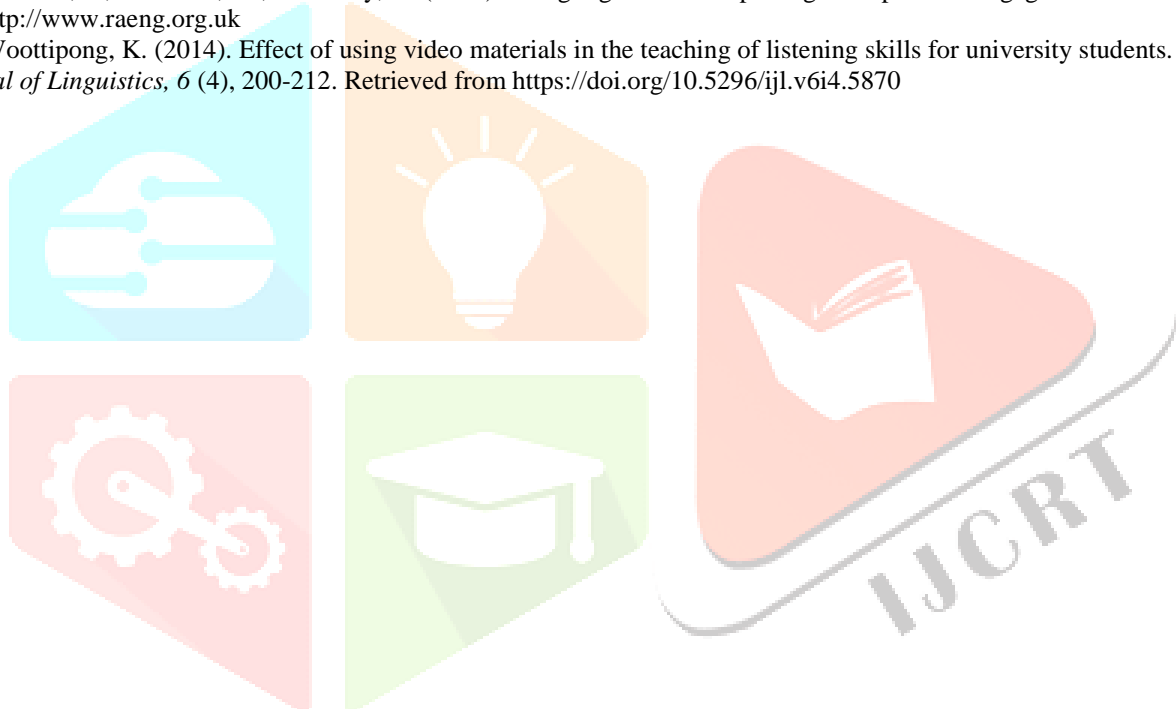 tp://www.raeng.org.uk
Woottipong, K. (2014). Effect of using video materials in the teaching of listening skills for university students.
al of Linguistics, 6 (4), 200-212. Retrieved from https://doi.org/10.5296/ijl.v6i4.5870
IJCRT